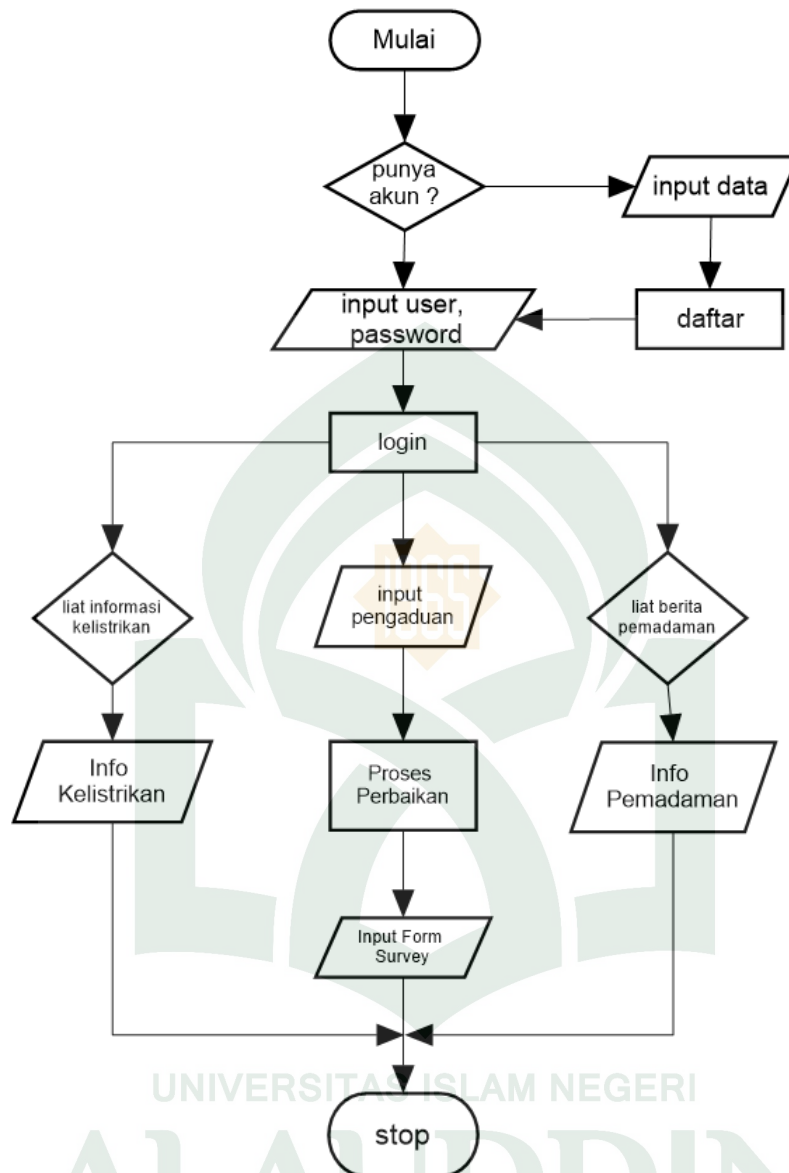 Mulai
punya
akun ?
input data
input user,
password
daftar
login
liat informasi
kelistrikan
input
pengaduan
liat berita
pemadaman
Info
Kelistrikan
Proses
Perbaikan
Info
Pemadaman
Input Form
Survey
UNIVERSITAS ISLAM NEGERI
stop
ALAUDDIN